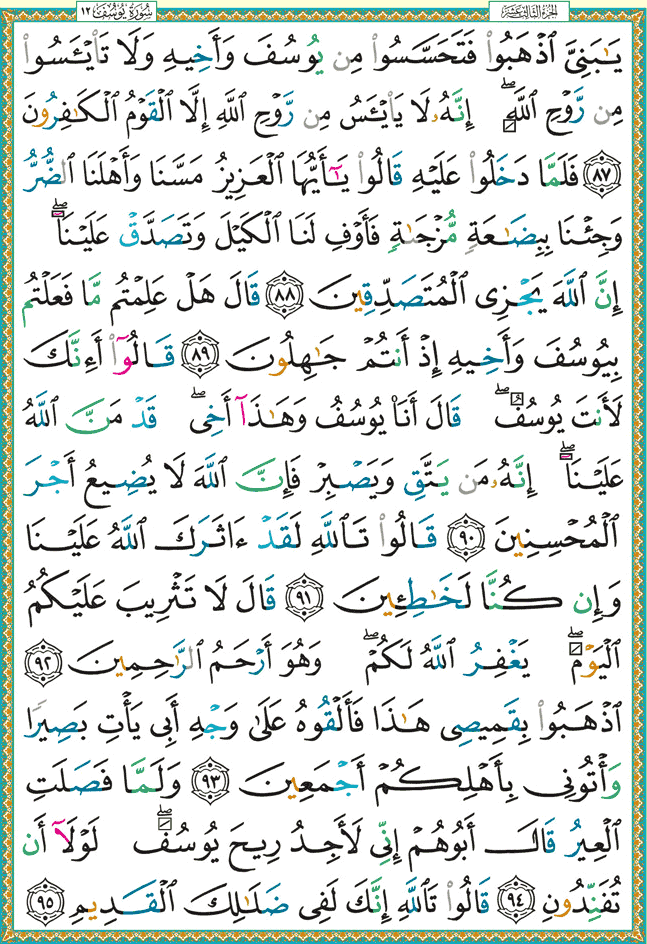 الجزء الثالث عشر
سورة يوسف ١٢
يَـٰبَنِيَّ ٱذْهَبُوا۟ فَتَحَسَّسُوا۟ مِن يُوسُفَ وَأَخِيهِ وَلَا تَا۟يْـَٔسُوا۟
مِن رَّوْحِ ٱللَّهِ ۖ إِنَّهُۥ لَا يَا۟يْـَٔسُ مِن رَّوْحِ ٱللَّهِ إِلَّا ٱلْقَوْمُ ٱلْكَـٰفِرُونَ
٨٧ فَلَمَّا دَخَلُوا۟ عَلَيْهِ قَالُوا۟ يَـٰٓأَيُّهَا ٱلْعَزِيزُ مَسَّنَا وَأَهْلَنَا ٱلضُّرُّ
وَجِئْنَا بِبِضَـٰعَةٍ مُّزْجَىٰةٍ فَأَوْفِ لَنَا ٱلْكَيْلَ وَتَصَدَّقْ عَلَيْنَآ ۖ
إِنَّ ٱللَّهَ يَجْزِى ٱلْمُتَصَدِّقِينَ ٨٨ قَالَ هَلْ عَلِمْتُم مَّا فَعَلْتُم
بِيُوسُفَ وَأَخِيهِ إِذْ أَنتُمْ جَـٰهِلُونَ ٨٩ قَالُوٓا۟ أَءِنَّكَ
لَأَنتَ يُوسُفُ ۖ قَالَ أَنَا۠ يُوسُفُ وَهَـٰذَآ أَخِى ۖ قَدْ مَنَّ ٱللَّهُ
عَلَيْنَآ ۖ إِنَّهُۥ مَن يَتَّقِ وَيَصْبِرْ فَإِنَّ ٱللَّهَ لَا يُضِيعُ أَجْرَ
ٱلْمُحْسِنِينَ ٩٠ قَالُوا۟ تَٱللَّهِ لَقَدْ ءَاثَرَكَ ٱللَّهُ عَلَيْنَا
وَإِن كُنَّا لَخَـٰطِـِٔينَ ٩١ قَالَ لَا تَثْرِيبَ عَلَيْكُمُ
ٱلْيَوْمَ ۖ يَغْفِرُ ٱللَّهُ لَكُمْ ۖ وَهُوَ أَرْحَمُ ٱلرَّٰحِمِينَ ٩٢
ٱذْهَبُوا۟ بِقَمِيصِى هَـٰذَا فَأَلْقُوهُ عَلَىٰ وَجْهِ أَبِى يَأْتِ بَصِيرًا
وَأْتُونِى بِأَهْلِكُمْ أَجْمَعِينَ ٩٣ وَلَمَّا فَصَلَتِ
ٱلْعِيرُ قَالَ أَبُوهُمْ إِنِّى لَأَجِدُ رِيحَ يُوسُفَ ۖ لَوْلَآ أَن
تُفَنِّدُونِ ٩٤ قَالُوا۟ تَٱللَّهِ إِنَّكَ لَفِى ضَلَـٰلِكَ ٱلْقَدِيمِ ٩٥